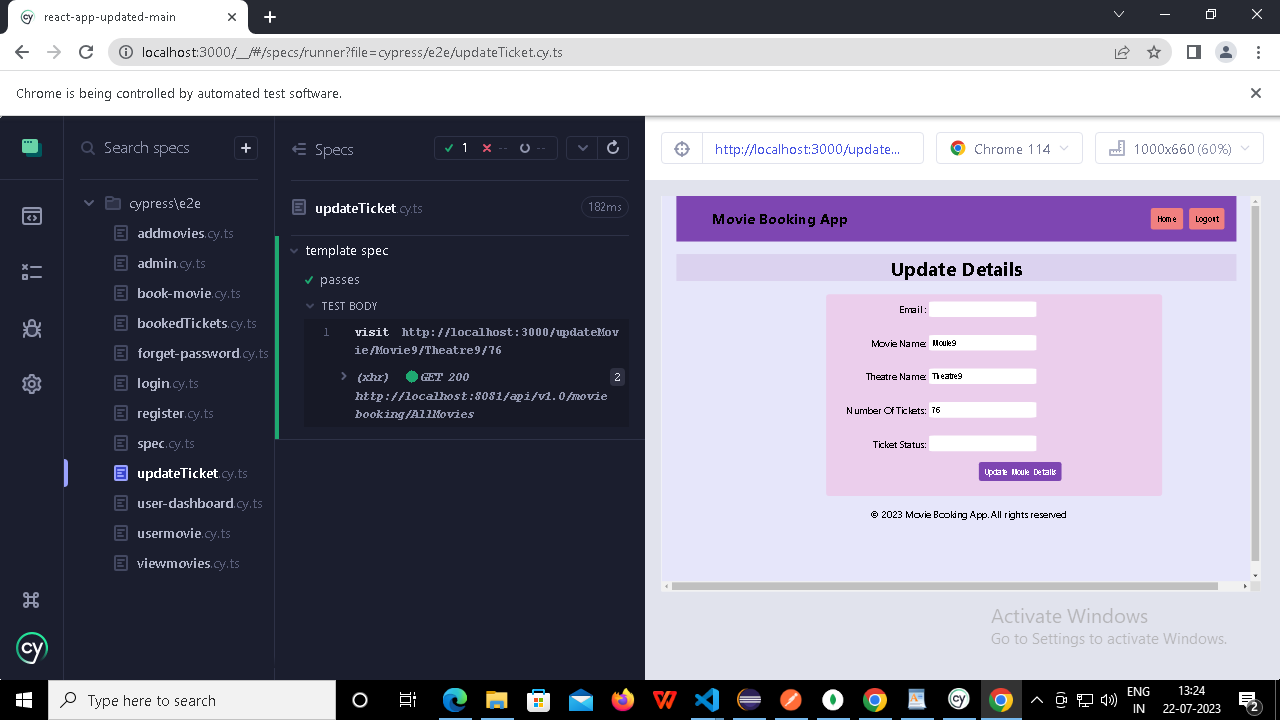 react-app-updated-main
localhost:3000/__/#/specs/runner?file=cypress/e2e/updateTicket.cy.ts
Chrome is being controlled by automated test software.
Search specs
cypress\e2e
addmovies.cy.ts
admin.cy.ts
book-movie.cy.ts
bookedTickets.cy.ts
forget-password.cy.ts
login.cy.ts
register.cy.ts
spec.cy.ts
updateTicket.cy.ts
user-dashboard.cy.ts
usermovie.cy.ts
viewmovies.cy.ts
cy
Specs
1 -- --
updateTicket.cy.ts 182ms
template spec
passes
TEST BODY
1 visit http://localhost:3000/updateMov
ie/Movie9/Theatre9/76
(xhr) GET 200 2
http://localhost:8081/api/v1.0/movie
booking/AllMovies
http://localhost:3000/update... Chrome 114 1000x660 (60%)
Movie Booking App Home Logout
Update Details
Email :
Movie Name: Movie9
Theatre Name: Theatre9
Number Of Tickets: 76
Ticket Status:
Update Movie Details
© 2023 Movie Booking App. All rights reserved
Activate Windows
Go to Settings to activate Windows.
Type here to search
ENG
IN
13:24
22-07-2023
2